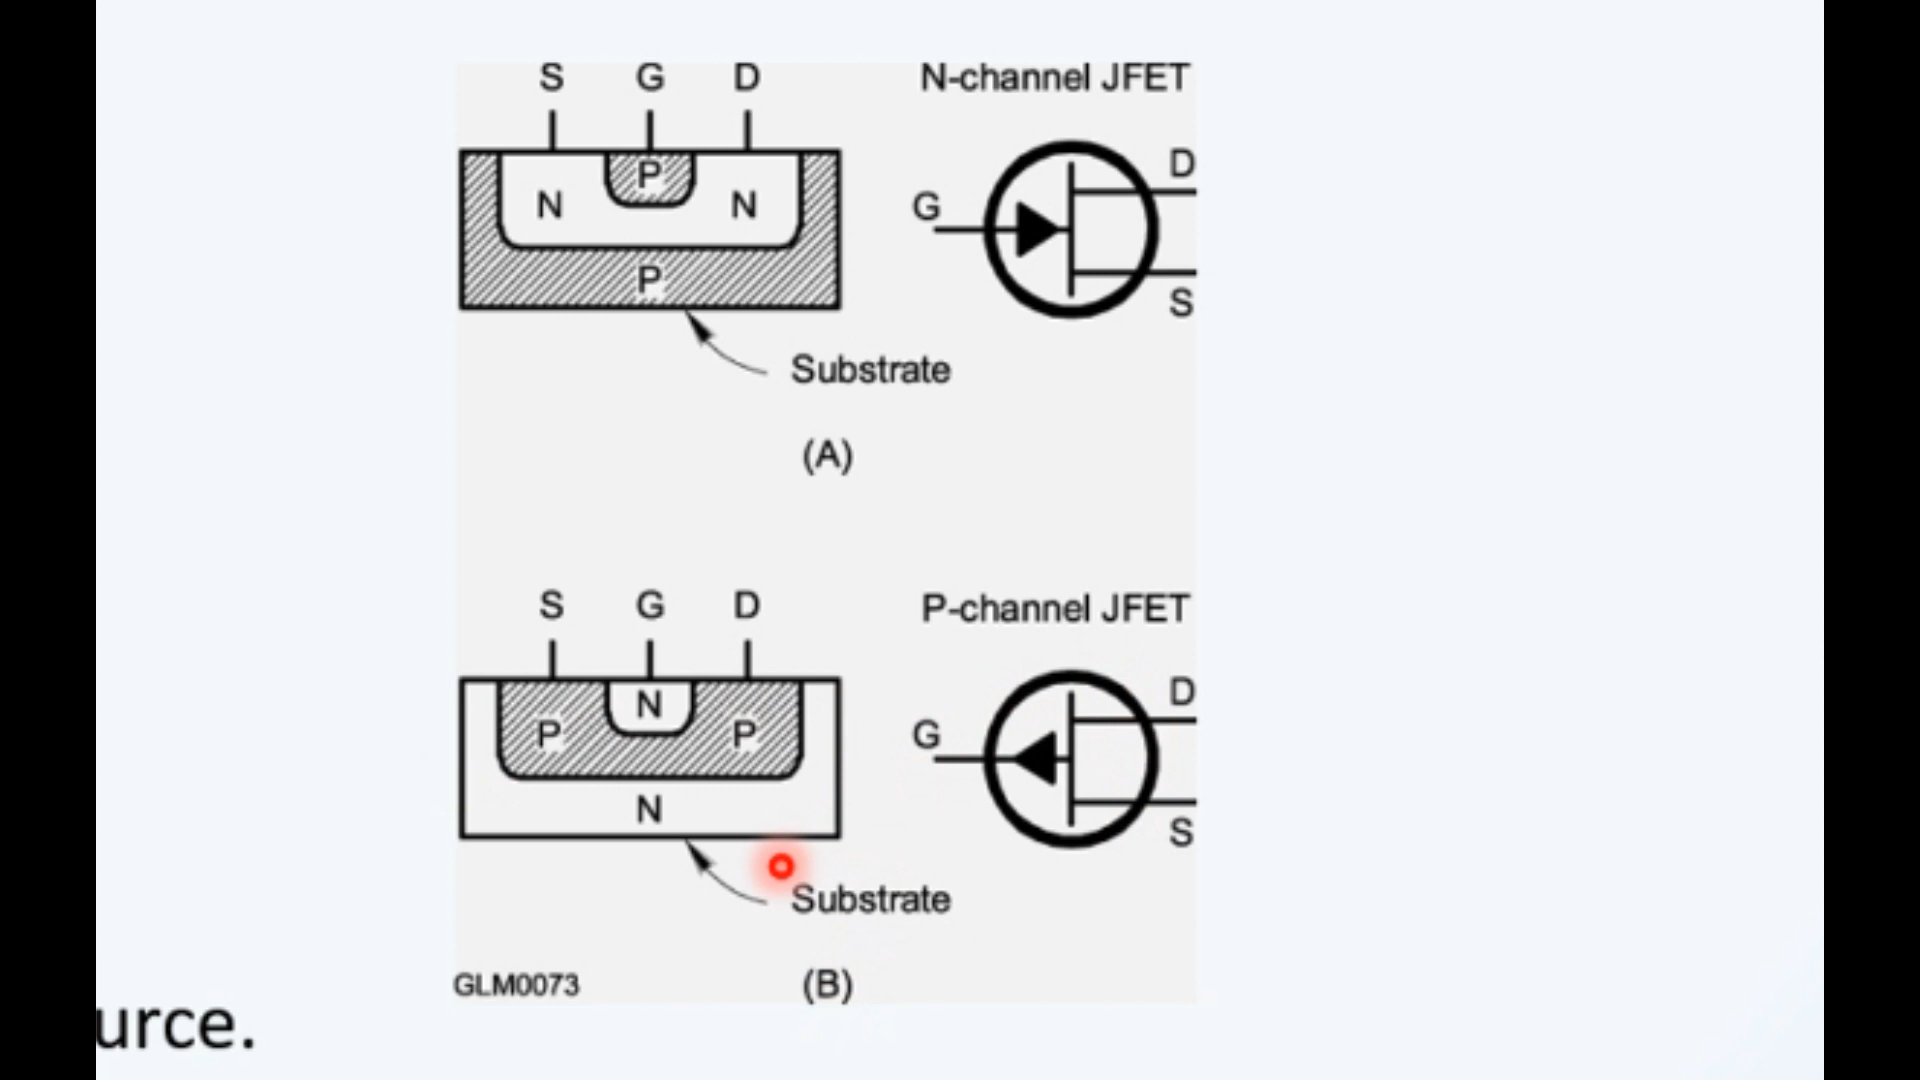 S G D
N-channel JFET
P
N N
P
G
D
S
Substrate
(A)
S G D
P-channel JFET
N
P P
N
G
D
S
Substrate
GLM0073
(B)
urce.